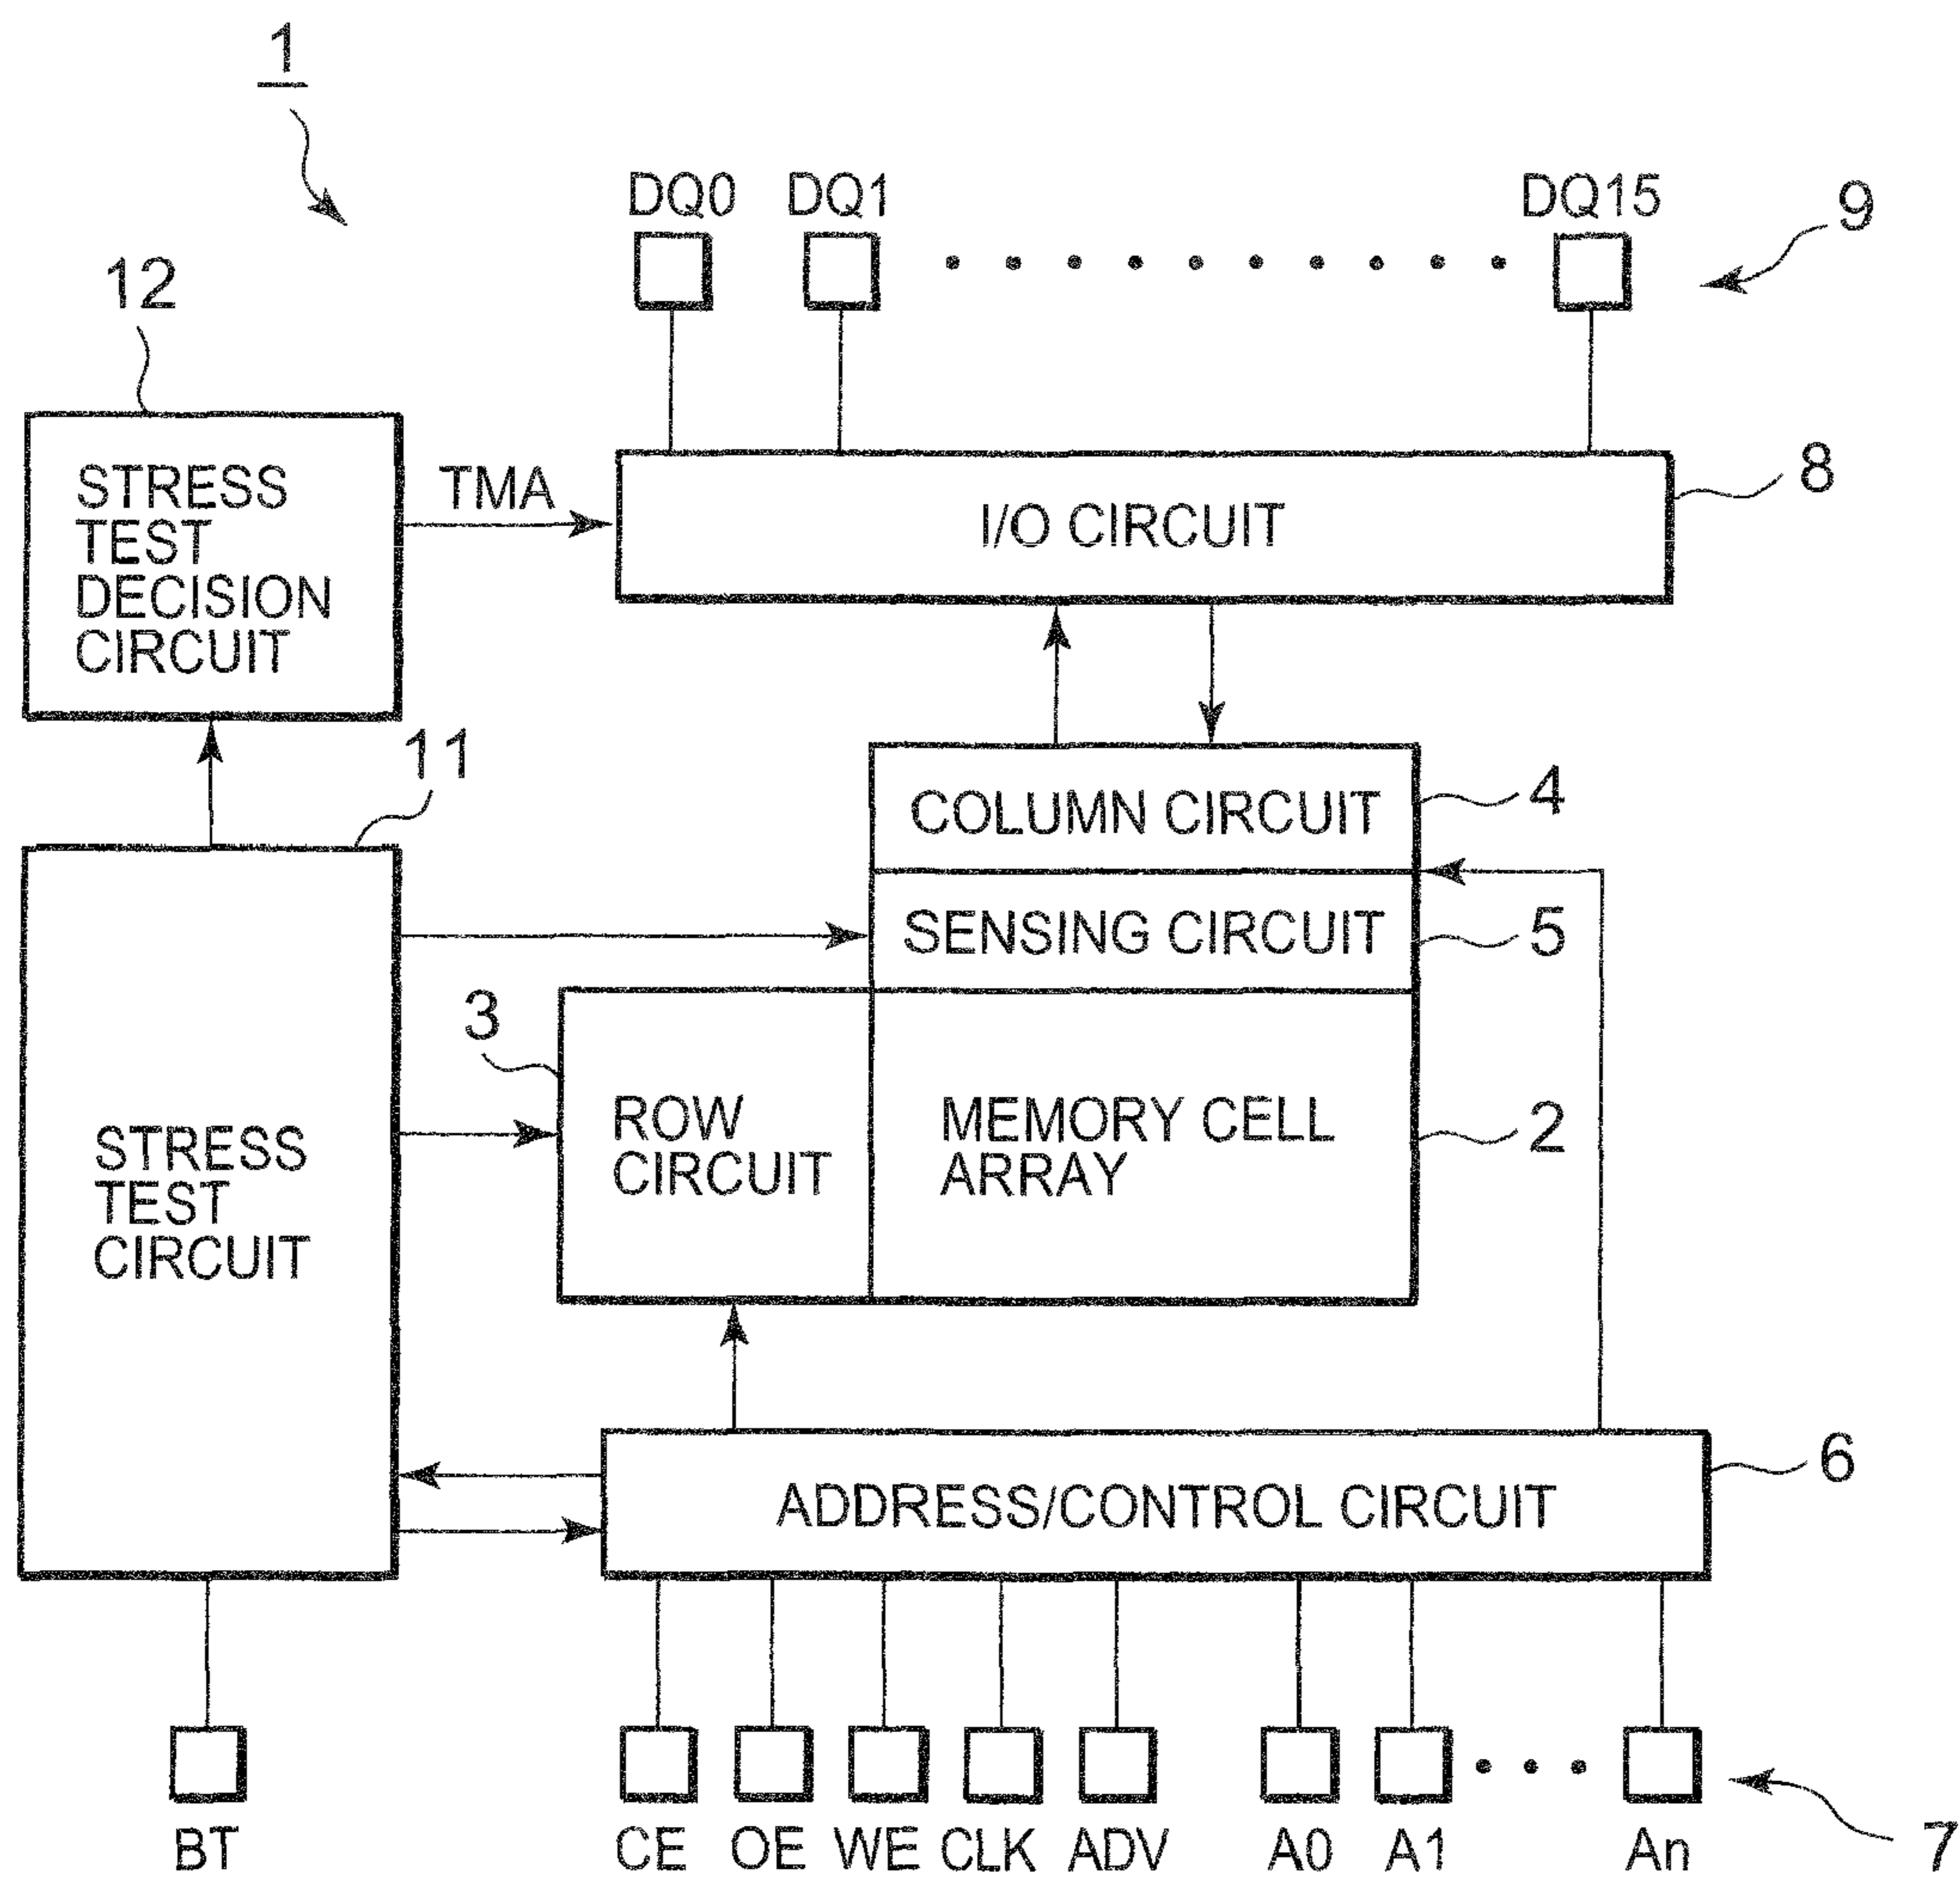 1
DQ0 DQ1 DQ15 9
12
STRESS
TEST
DECISION
CIRCUIT
TMA
I/O CIRCUIT
8
11
COLUMN CIRCUIT 4
SENSING CIRCUIT 5
3
ROW
CIRCUIT
MEMORY CELL
ARRAY
2
STRESS
TEST
CIRCUIT
ADDRESS/CONTROL CIRCUIT 6
BT CE OE WE CLK ADV A0 A1 An 7